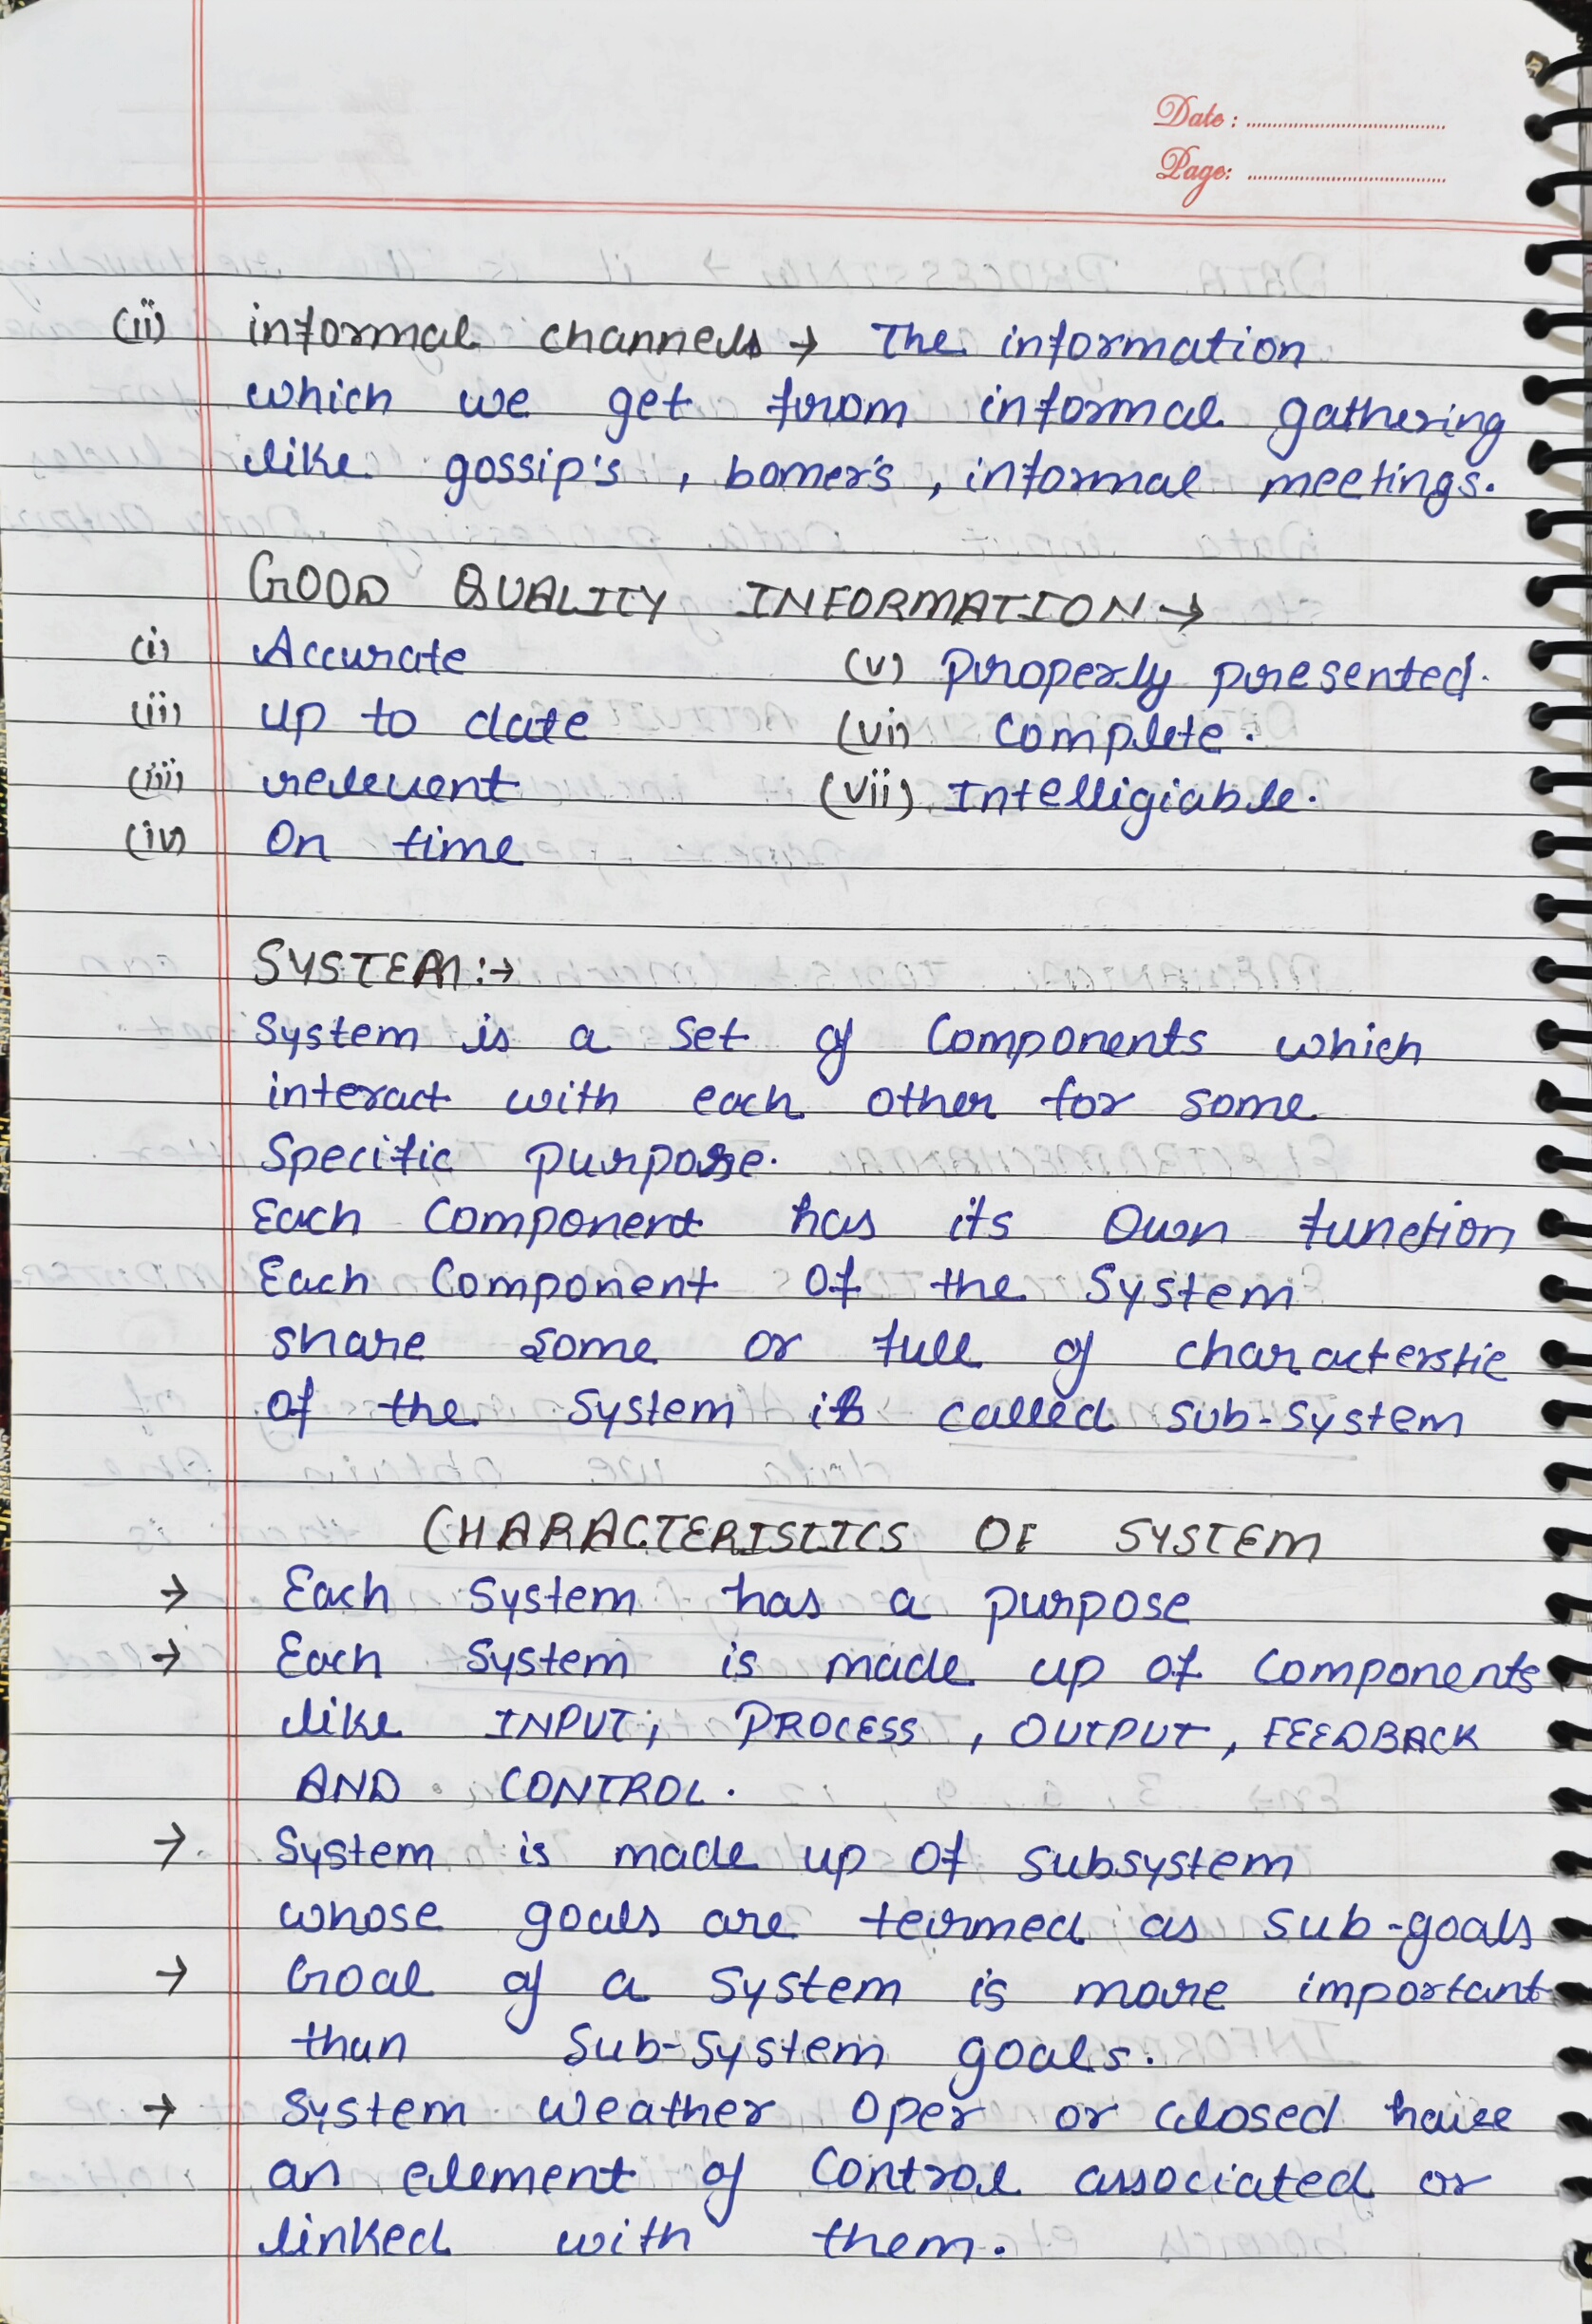 Date:
Page:
(ii) informal channels → The information
which we get from informal gathering
like gossip's, bomer's, informal meetings.
GOOD QUALITY INFORMATION →
(i) Accurate (v) properly presented.
(ii) up to date (vi) Complete.
(iii) relevent (vii) Intelligiable.
(iv) On time
SYSTEM :→
System is a Set of Components which
interact with each other for some
Specific purpose.
Each Component has its Own function
Each Component Of the System
share some or full of characterstic
Of the System is called sub-system
CHARACTERISTICS OF SYSTEM
→ Each System has a purpose
→ Each System is made up of Components
like INPUT, PROCESS, OUTPUT, FEEDBACK
AND CONTROL.
→ System is made up of subsystem
whose goals are termed as sub-goals
→ Goal of a System is more important
than Sub-System goals.
→ System weather Oper or closed have
an element of Control associated or
linked with them.